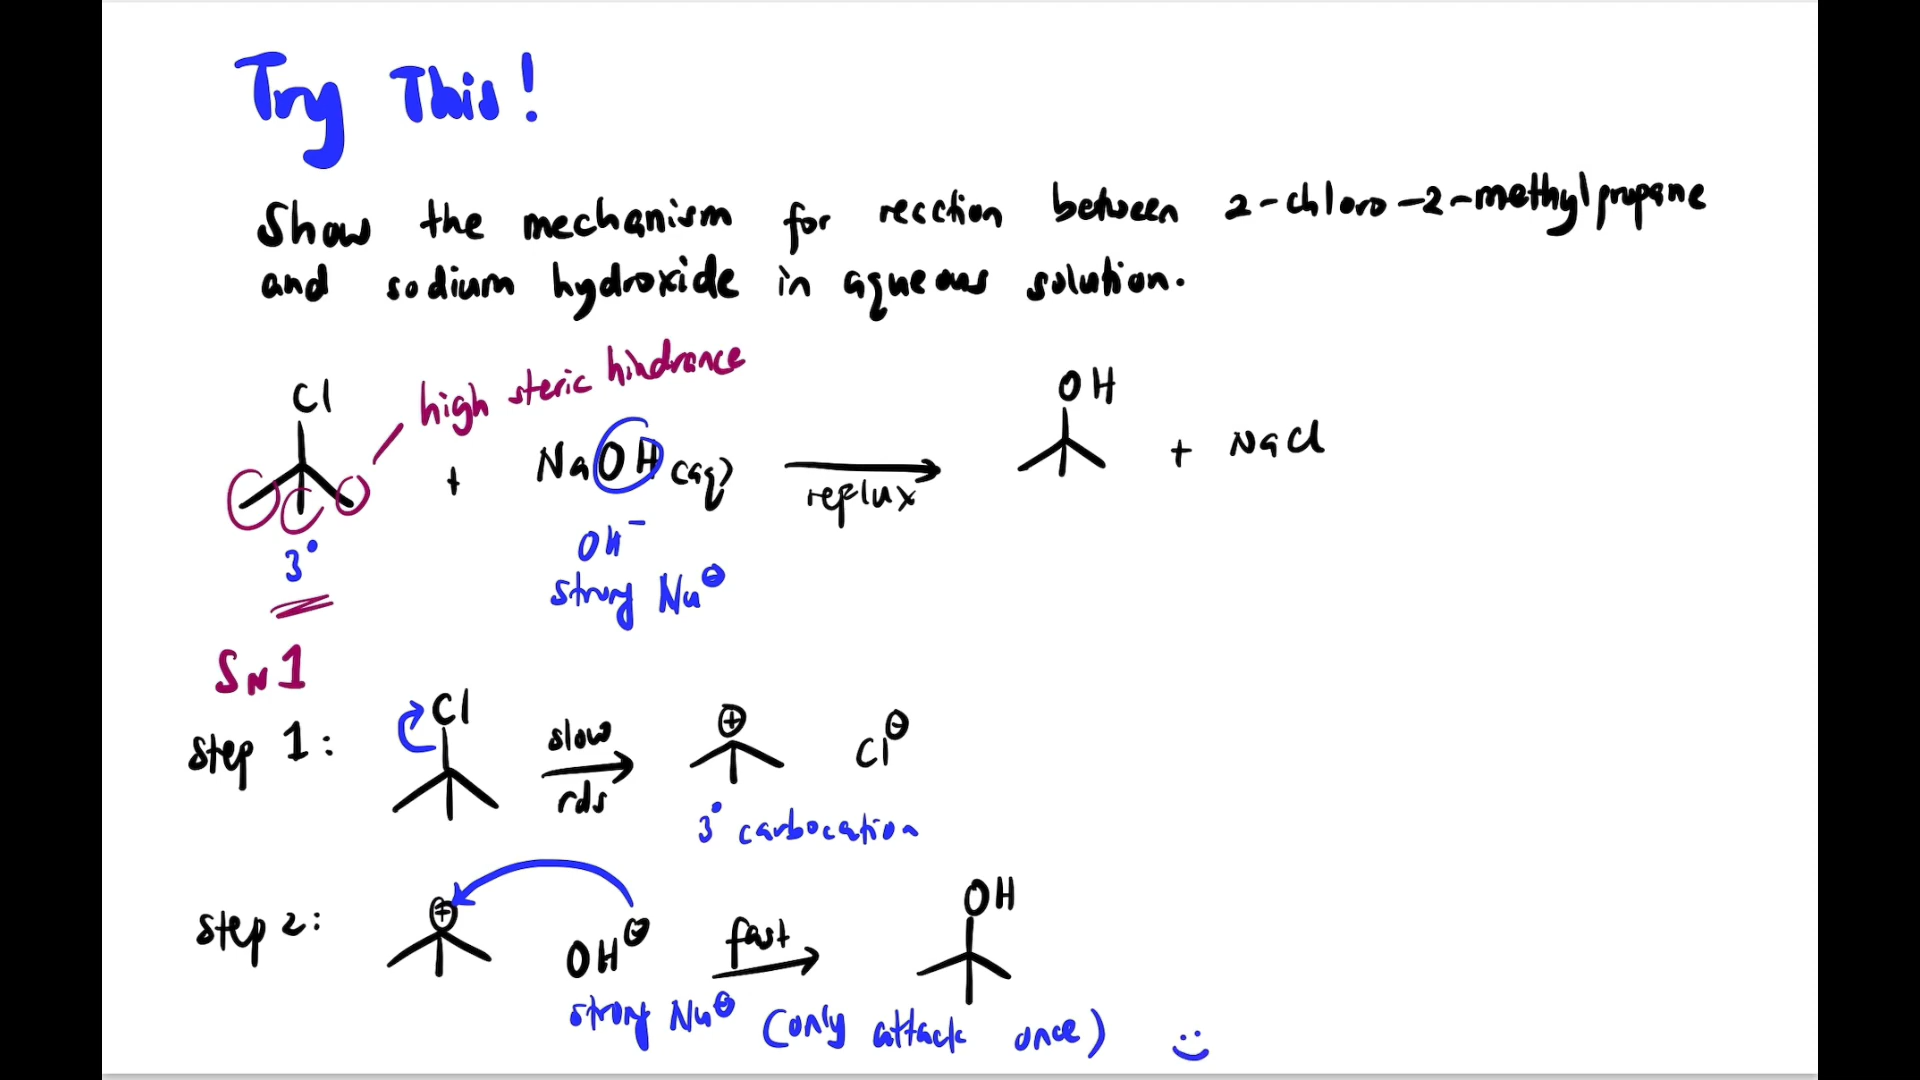 Try This!
Show the mechanism for reaction between 2-chloro-2-methylpropane
and sodium hydroxide in aqueous solution.
high steric hindrance
Cl + NaOH (aq) reflux OH + NaCl
3° OH⁻
strong Nu⊖
SN1
step 1: Cl slow rds ⊕ Cl⊖
3° carbocation
step 2: ⊕ OH⊖ fast OH
strong Nu⊖ (only attack once) :)